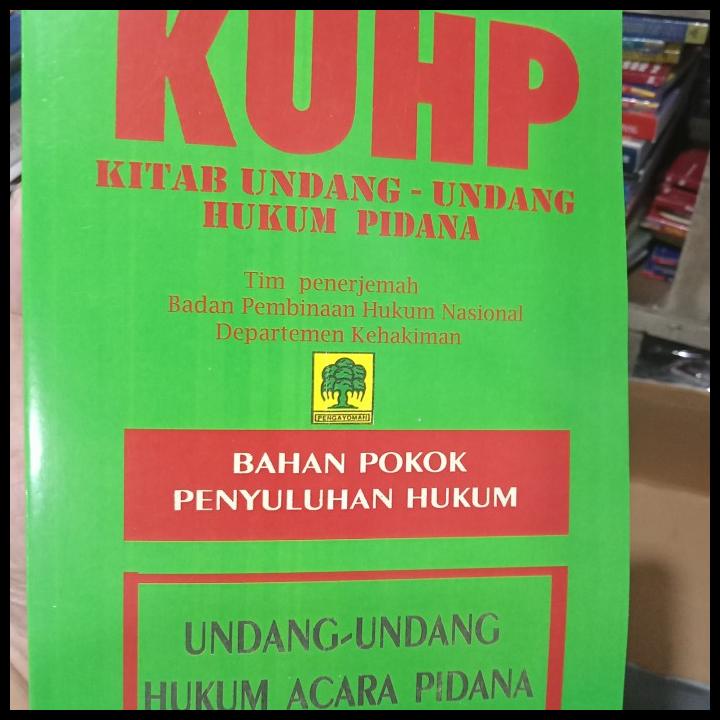 KUHP
KITAB UNDANG - UNDANG
HUKUM PIDANA
Tim penerjemah
Badan Pembinaan Hukum Nasional
Departemen Kehakiman
PENGAYOMAN
BAHAN POKOK
PENYULUHAN HUKUM
UNDANG-UNDANG
HUKUM ACARA PIDANA